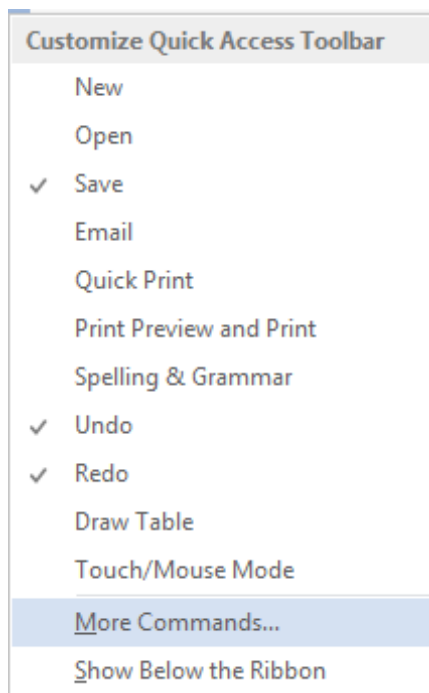 Customize Quick Access Toolbar
New
Open
Save
Email
Quick Print
Print Preview and Print
Spelling & Grammar
Undo
Redo
Draw Table
Touch/Mouse Mode
More Commands...
Show Below the Ribbon